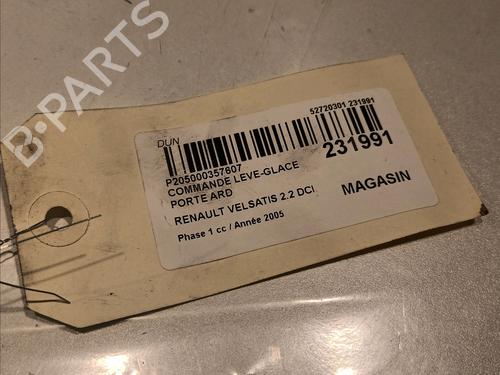 B-PARTS
DUN
52720301 231991
P205000357607
COMMANDE LEVE-GLACE
PORTE ARD
231991
RENAULT VELSATIS 2.2 DCI
MAGASIN
Phase 1 cc / Année 2005